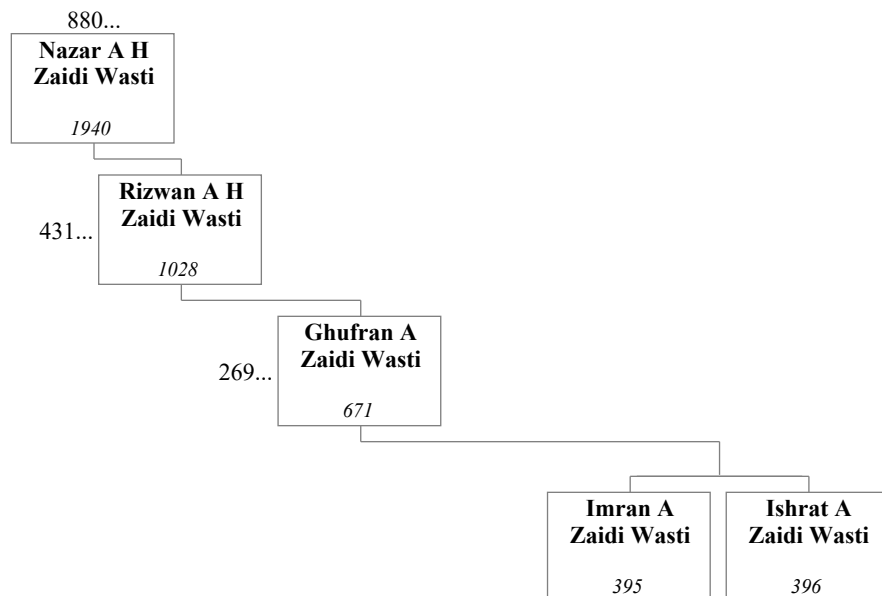 880...
Nazar A H
Zaidi Wasti
1940
Rizwan A H
Zaidi Wasti
431...
1028
Ghufran A
Zaidi Wasti
269...
671
Imran A
Zaidi Wasti
395
Ishrat A
Zaidi Wasti
396